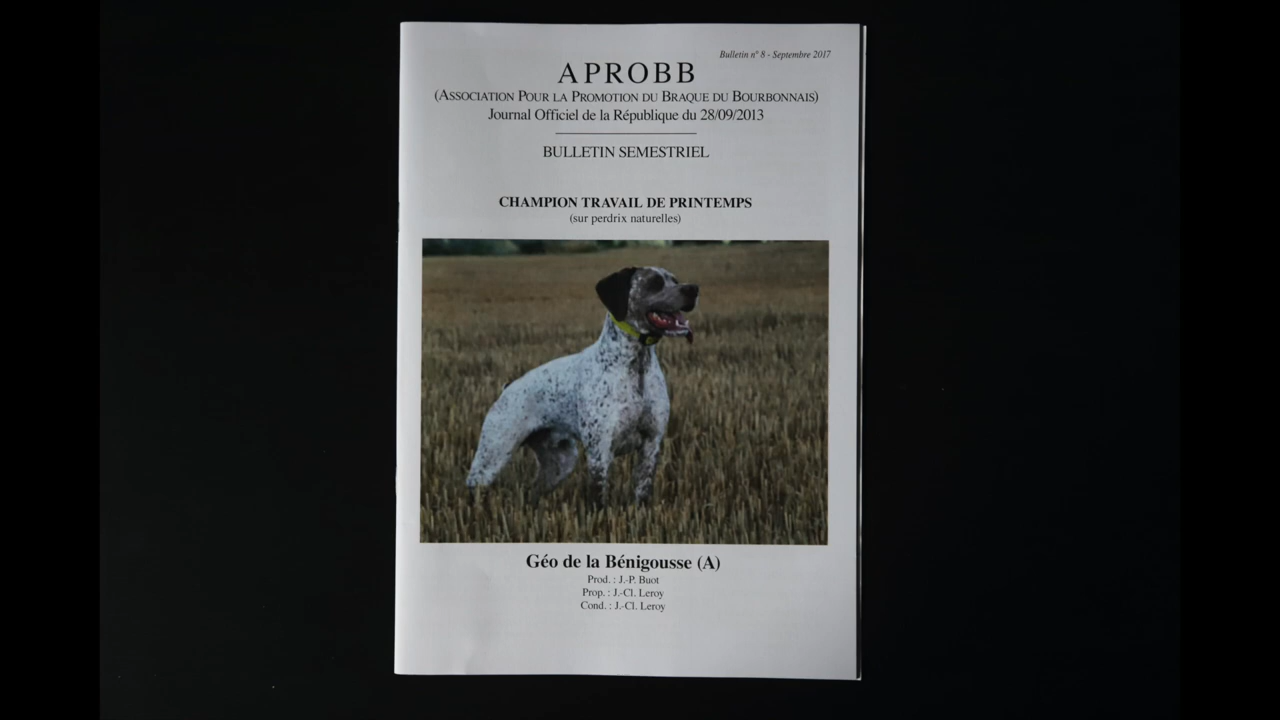 Bulletin n° 8 - Septembre 2017
APROBB
(ASSOCIATION POUR LA PROMOTION DU BRAQUE DU BOURBONNAIS)
Journal Officiel de la République du 28/09/2013
BULLETIN SEMESTRIEL
CHAMPION TRAVAIL DE PRINTEMPS
(sur perdrix naturelles)
Géo de la Bénigousse (A)
Prod. : J.-P. Buot
Prop. : J.-Cl. Leroy
Cond. : J.-Cl. Leroy